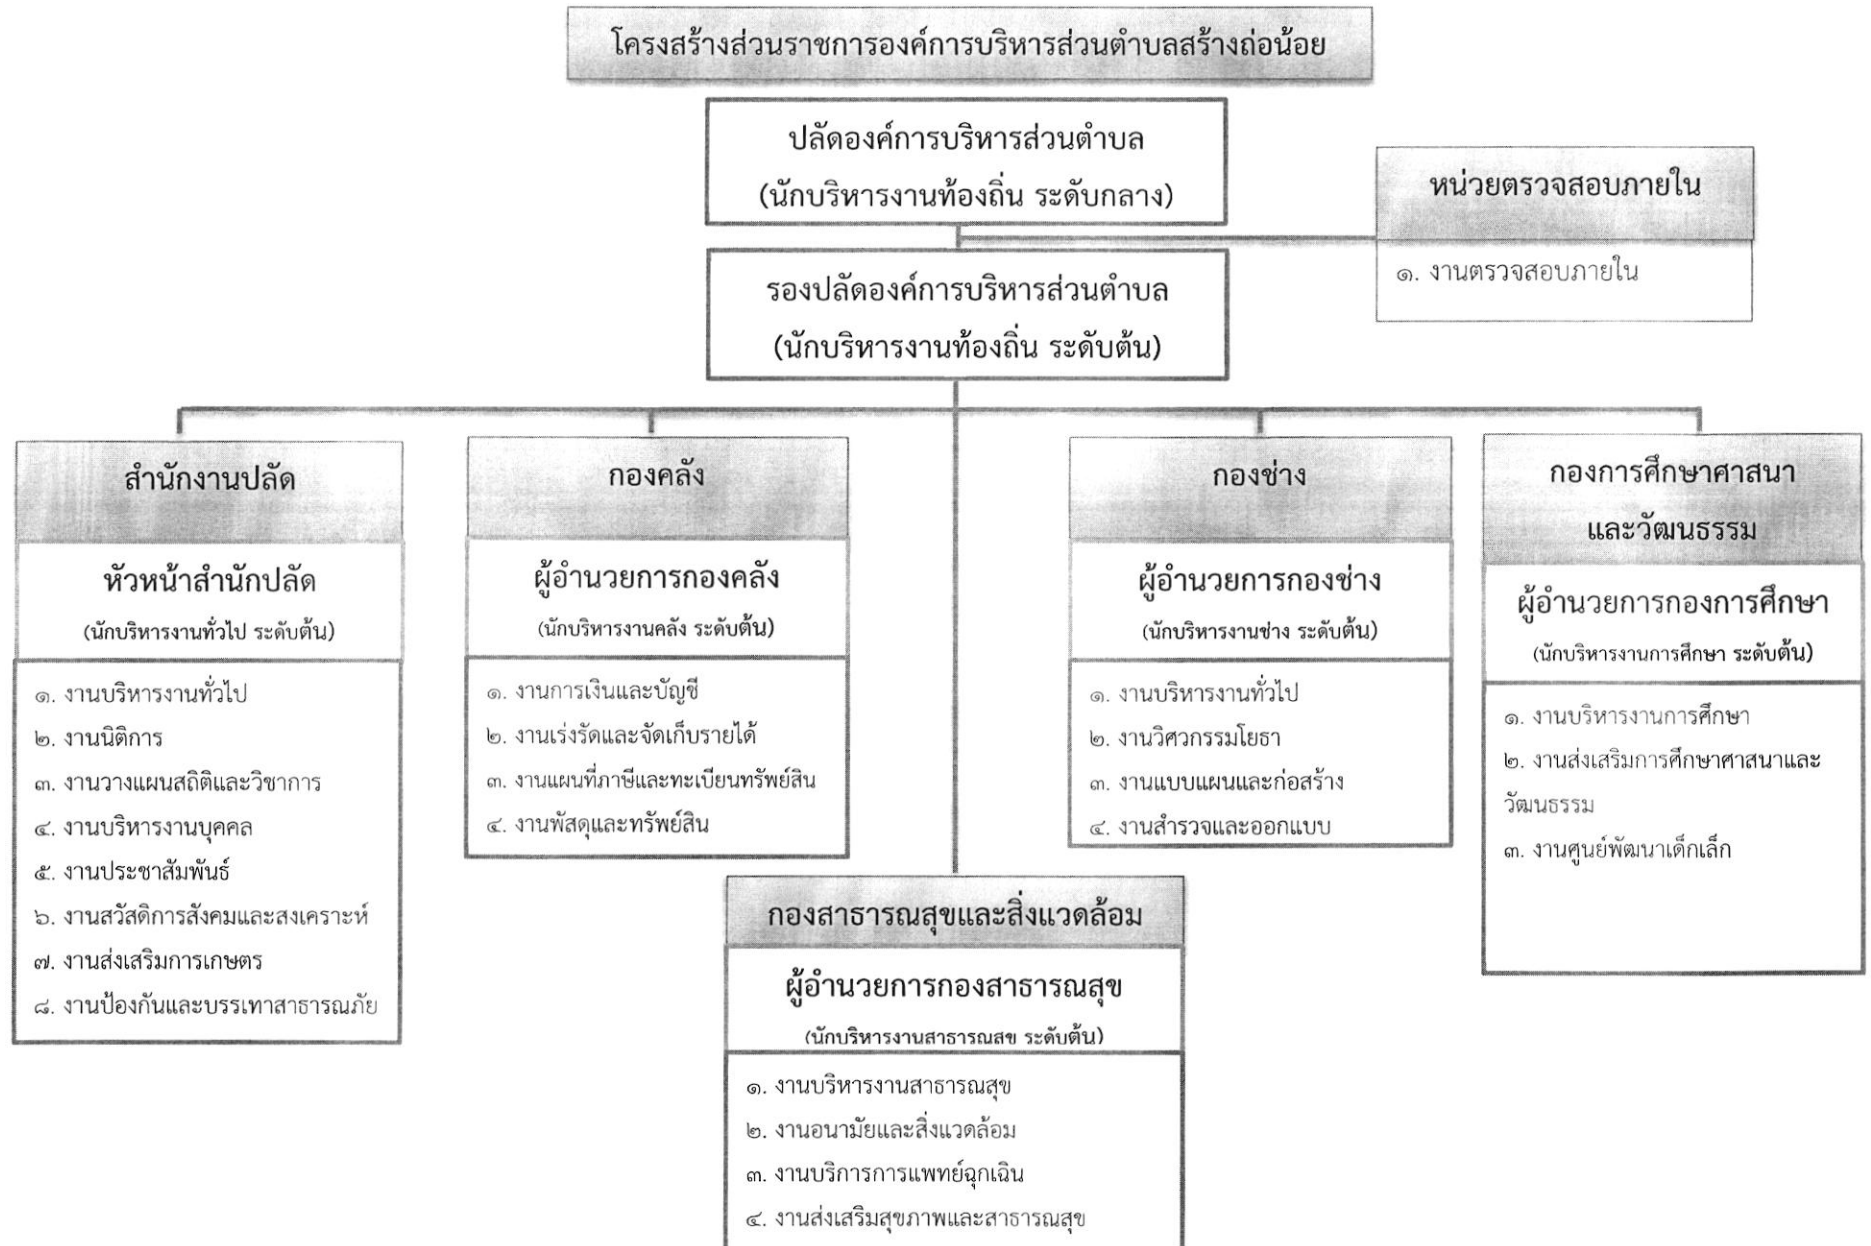 โครงสร้างส่วนราชการองค์การบริหารส่วนตำบลสร้างถ่อน้อย
ปลัดองค์การบริหารส่วนตำบล
(นักบริหารงานท้องถิ่น ระดับกลาง)
หน่วยตรวจสอบภายใน
๑. งานตรวจสอบภายใน
รองปลัดองค์การบริหารส่วนตำบล
(นักบริหารงานท้องถิ่น ระดับต้น)
สำนักงานปลัด
หัวหน้าสำนักปลัด
(นักบริหารงานทั่วไป ระดับต้น)
๑. งานบริหารงานทั่วไป
๒. งานนิติการ
๓. งานวางแผนสถิติและวิชาการ
๔. งานบริหารงานบุคคล
๕. งานประชาสัมพันธ์
๖. งานสวัสดิการสังคมและสงเคราะห์
๗. งานส่งเสริมการเกษตร
๘. งานป้องกันและบรรเทาสาธารณภัย
กองคลัง
ผู้อำนวยการกองคลัง
(นักบริหารงานคลัง ระดับต้น)
๑. งานการเงินและบัญชี
๒. งานเร่งรัดและจัดเก็บรายได้
๓. งานแผนที่ภาษีและทะเบียนทรัพย์สิน
๔. งานพัสดุและทรัพย์สิน
กองช่าง
ผู้อำนวยการกองช่าง
(นักบริหารงานช่าง ระดับต้น)
๑. งานบริหารงานทั่วไป
๒. งานวิศวกรรมโยธา
๓. งานแบบแผนและก่อสร้าง
๔. งานสำรวจและออกแบบ
กองการศึกษาศาสนา
และวัฒนธรรม
ผู้อำนวยการกองการศึกษา
(นักบริหารงานการศึกษา ระดับต้น)
๑. งานบริหารงานการศึกษา
๒. งานส่งเสริมการศึกษาศาสนาและ
วัฒนธรรม
๓. งานศูนย์พัฒนาเด็กเล็ก
กองสาธารณสุขและสิ่งแวดล้อม
ผู้อำนวยการกองสาธารณสุข
(นักบริหารงานสาธารณสข ระดับต้น)
๑. งานบริหารงานสาธารณสุข
๒. งานอนามัยและสิ่งแวดล้อม
๓. งานบริการการแพทย์ฉุกเฉิน
๔. งานส่งเสริมสุขภาพและสาธารณสุข